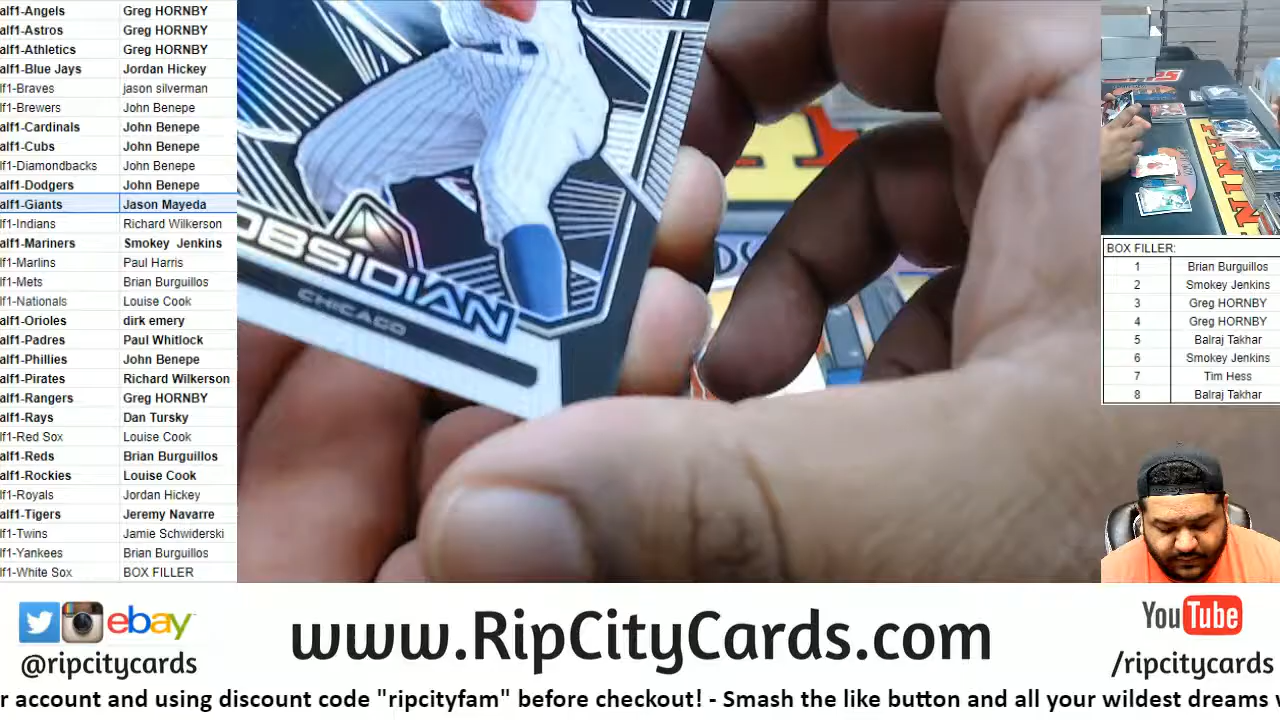 alf1-Angels Greg HORNBY
alf1-Astros Greg HORNBY
alf1-Athletics Greg HORNBY
alf1-Blue Jays Jordan Hickey
lf1-Braves jason silverman
lf1-Brewers John Benepe
alf1-Cardinals John Benepe
alf1-Cubs John Benepe
lf1-Diamondbacks John Benepe
alf1-Dodgers John Benepe
alf1-Giants Jason Mayeda
lf1-Indians Richard Wilkerson
alf1-Mariners Smokey Jenkins
lf1-Marlins Paul Harris
lf1-Mets Brian Burguillos
lf1-Nationals Louise Cook
alf1-Orioles dirk emery
alf1-Padres Paul Whitlock
alf1-Phillies John Benepe
alf1-Pirates Richard Wilkerson
alf1-Rangers Greg HORNBY
alf1-Rays Dan Tursky
lf1-Red Sox Louise Cook
alf1-Reds Brian Burguillos
alf1-Rockies Louise Cook
lf1-Royals Jordan Hickey
alf1-Tigers Jeremy Navarre
lf1-Twins Jamie Schwiderski
lf1-Yankees Brian Burguillos
lf1-White Sox BOX FILLER
OBSIDIAN
CHICAGO
BOX FILLER:
1 Brian Burguillos
2 Smokey Jenkins
3 Greg HORNBY
4 Greg HORNBY
5 Balraj Takhar
6 Smokey Jenkins
7 Tim Hess
8 Balraj Takhar
ebay
@ripcitycards
www.RipCityCards.com
YouTube
/ripcitycards
r account and using discount code "ripcityfam" before checkout! - Smash the like button and all your wildest dreams